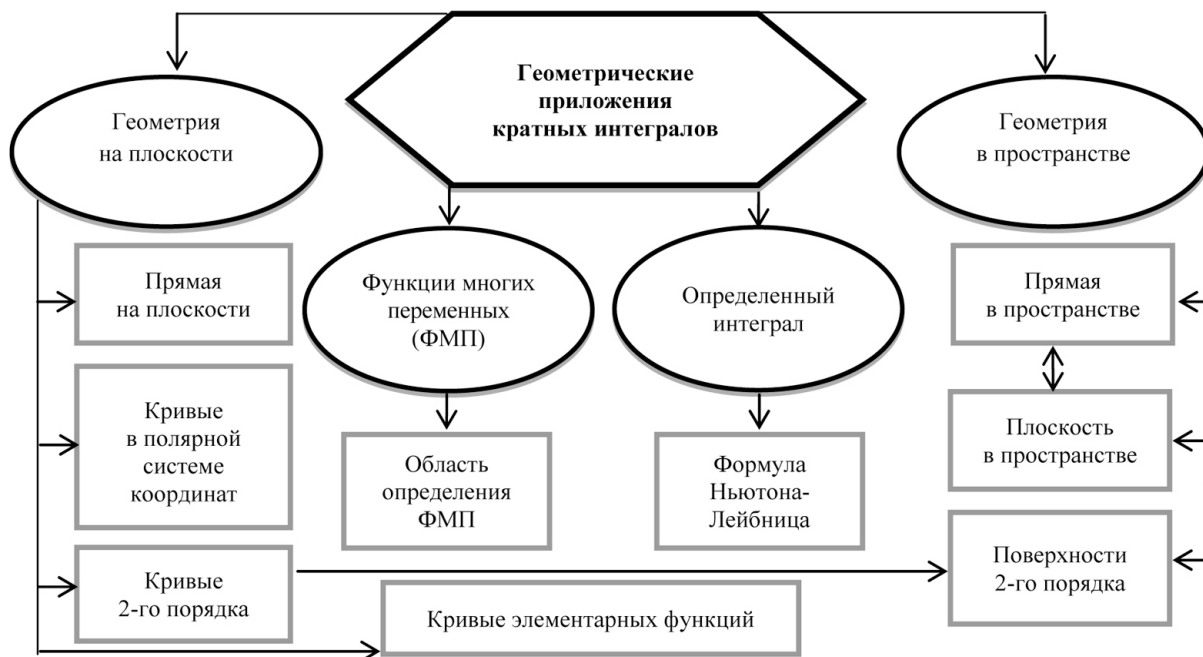 Геометрические
приложения
кратных интегралов
Геометрия
на плоскости
Геометрия
в пространстве
Функции многих
переменных
(ФМП)
Определенный
интеграл
Прямая
на плоскости
Прямая
в пространстве
Кривые
в полярной
системе
координат
Область
определения
ФМП
Формула
Ньютона-
Лейбница
Плоскость
в пространстве
Кривые
2-го порядка
Поверхности
2-го порядка
Кривые элементарных функций